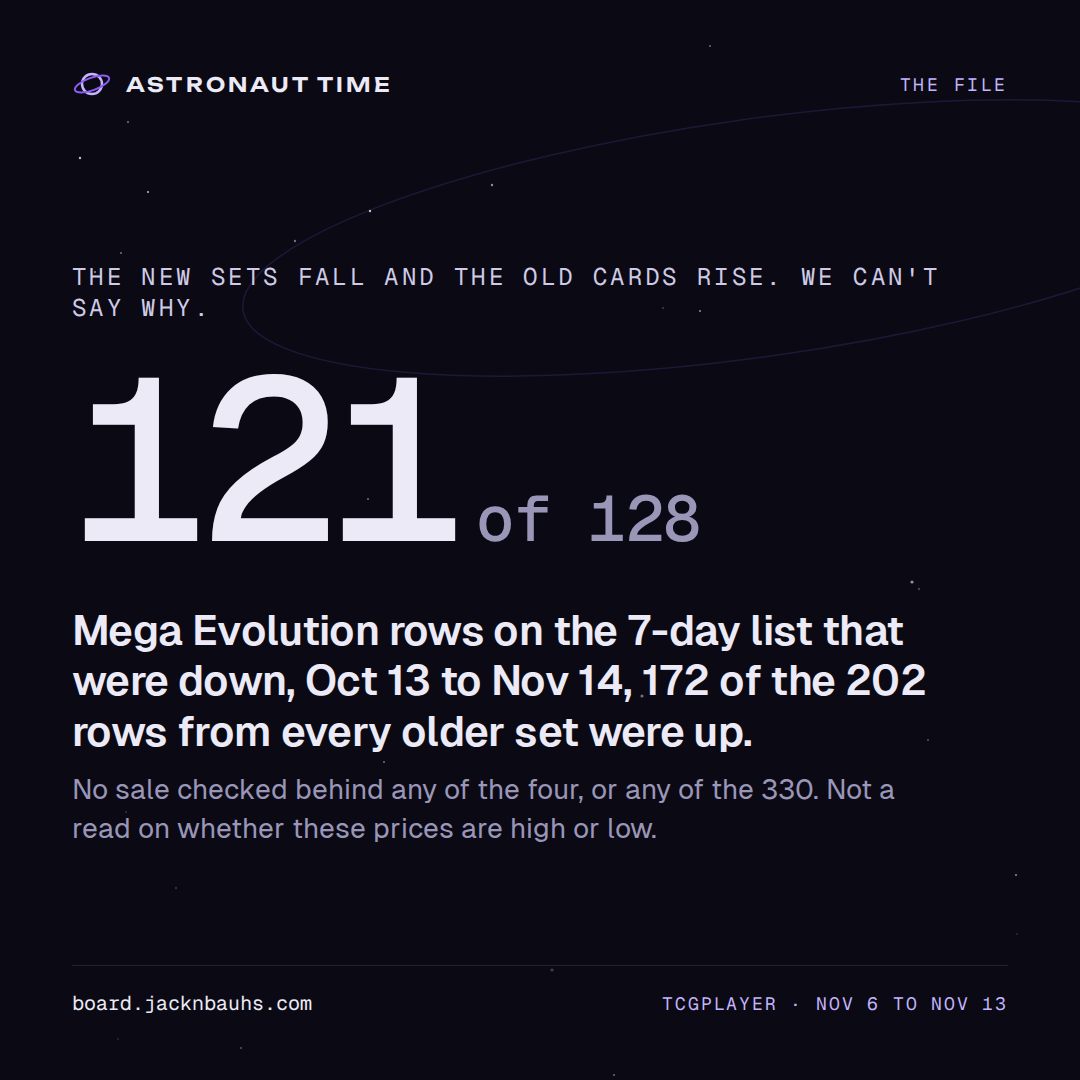 ASTRONAUT TIME
THE FILE
THE NEW SETS FALL AND THE OLD CARDS RISE. WE CAN'T
SAY WHY.
121 of 128
Mega Evolution rows on the 7-day list that
were down, Oct 13 to Nov 14, 172 of the 202
rows from every older set were up.
No sale checked behind any of the four, or any of the 330. Not a
read on whether these prices are high or low.
board.jacknbauhs.com
TCGPLAYER · NOV 6 TO NOV 13